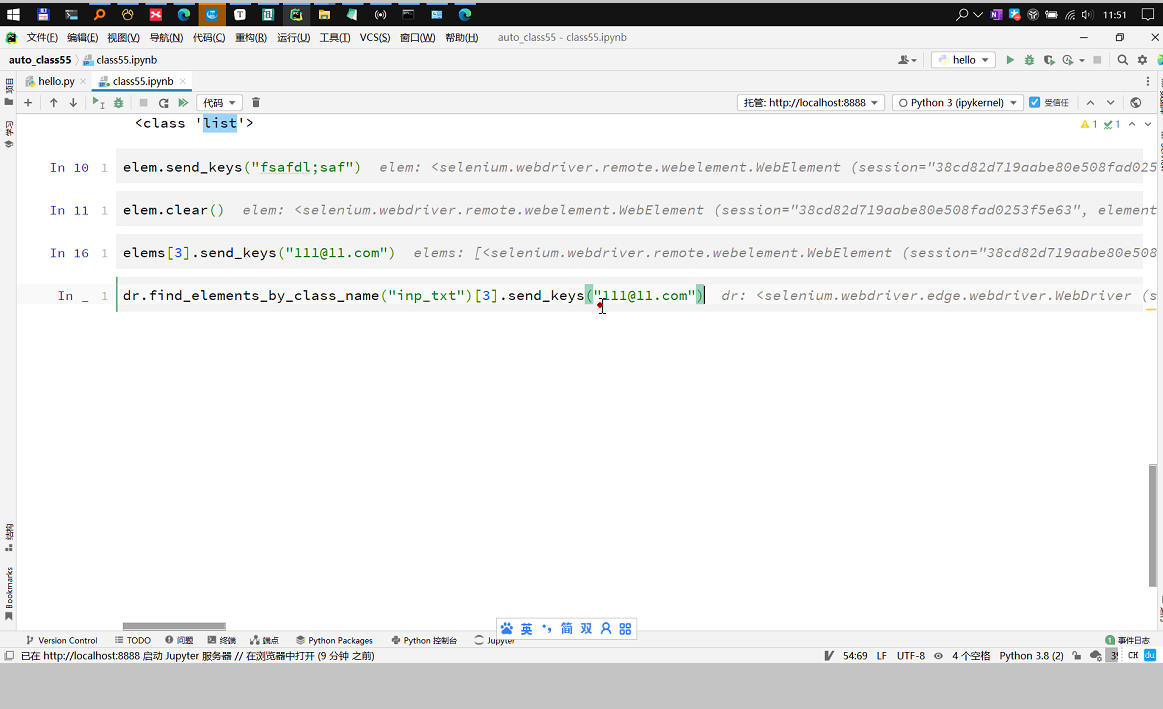 11:51
文件(F) 编辑(E) 视图(V) 导航(N) 代码(C) 重构(R) 运行(U) 工具(T) VCS(S) 窗口(W) 帮助(H) auto_class55 - class55.ipynb
auto_class55 class55.ipynb hello
项目 hello.py class55.ipynb
代码 托管: http://localhost:8888 Python 3 (ipykernel) 受信任
学习
<class 'list'> 1 1
In 10 1 elem.send_keys("fsafdl;saf") elem: <selenium.webdriver.remote.webelement.WebElement (session="38cd82d719aabe80e508fad025
In 11 1 elem.clear() elem: <selenium.webdriver.remote.webelement.WebElement (session="38cd82d719aabe80e508fad0253f5e63", element
In 16 1 elems[3].send_keys("111@11.com") elems: [<selenium.webdriver.remote.webelement.WebElement (session="38cd82d719aabe80e508
In _ 1 dr.find_elements_by_class_name("inp_txt")[3].send_keys("111@11.com") dr: <selenium.webdriver.edge.webdriver.WebDriver (s
结构
Bookmarks
英 简 双
Version Control TODO 问题 终端 端点 Python Packages Python 控制台 Jupyter 1 事件日志
已在 http://localhost:8888 启动 Jupyter 服务器 // 在浏览器中打开 (9 分钟 之前) 54:69 LF UTF-8 4 个空格 Python 3.8 (2) CH du